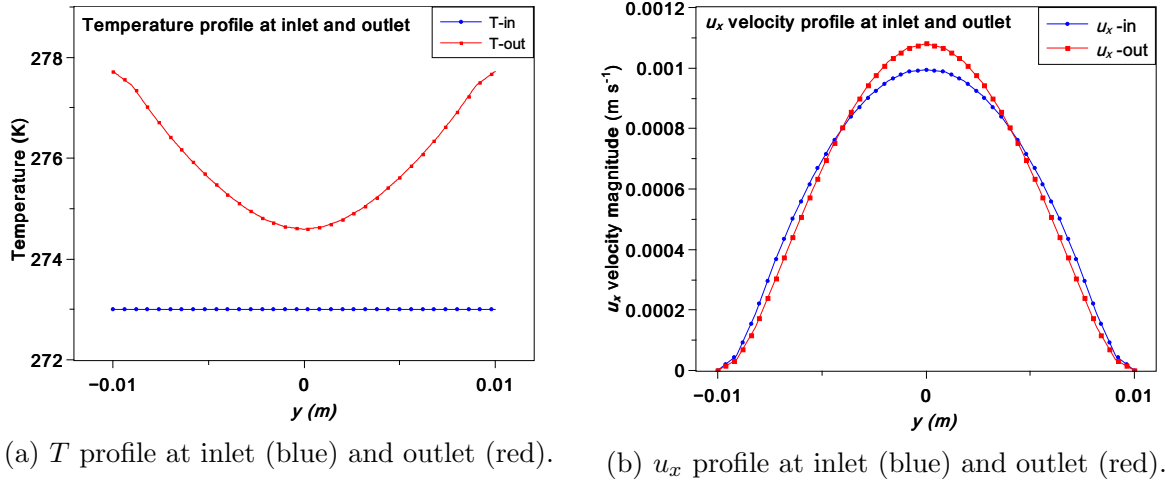 Temperature profile at inlet and outlet
T-in
T-out
Temperature (K)
278
276
274
272
−0.01
0
0.01
y (m)
(a) T profile at inlet (blue) and outlet (red).
uₓ velocity profile at inlet and outlet
uₓ -in
uₓ -out
uₓ velocity magnitude (m s⁻¹)
0.001
0.0008
0.0006
0.0004
0.0002
0
−0.01
0
0.01
y (m)
(b) uₓ profile at inlet (blue) and outlet (red).